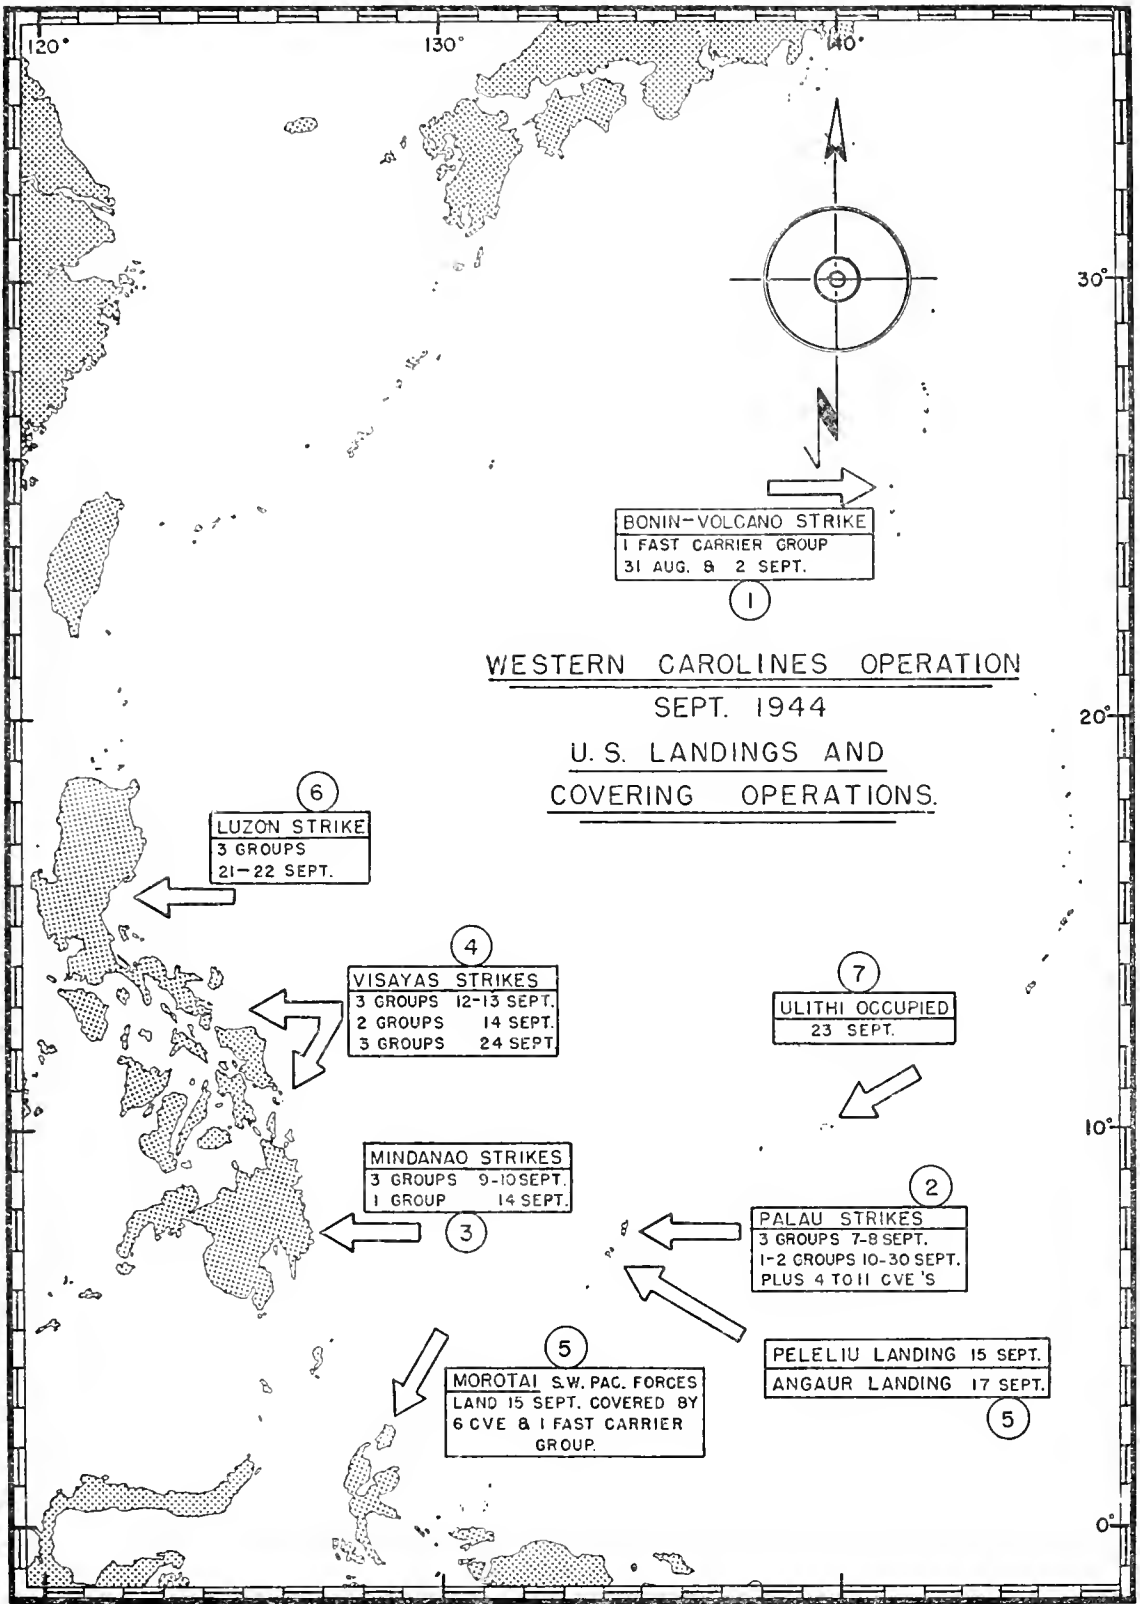 120° 130° 140°
30°
BONIN-VOLCANO STRIKE
1 FAST CARRIER GROUP
31 AUG. & 2 SEPT.
1
WESTERN CAROLINES OPERATION
SEPT. 1944
U.S. LANDINGS AND
COVERING OPERATIONS.
20°
6
LUZON STRIKE
3 GROUPS
21-22 SEPT.
4
VISAYAS STRIKES
3 GROUPS 12-13 SEPT.
2 GROUPS 14 SEPT.
3 GROUPS 24 SEPT.
7
ULITHI OCCUPIED
23 SEPT.
10°
MINDANAO STRIKES
3 GROUPS 9-10 SEPT.
1 GROUP 14 SEPT.
3
2
PALAU STRIKES
3 GROUPS 7-8 SEPT.
1-2 GROUPS 10-30 SEPT.
PLUS 4 TO 11 CVE'S
PELELIU LANDING 15 SEPT.
ANGAUR LANDING 17 SEPT.
5
5
MOROTAI S.W. PAC. FORCES
LAND 15 SEPT. COVERED BY
6 CVE & 1 FAST CARRIER
GROUP.
0°